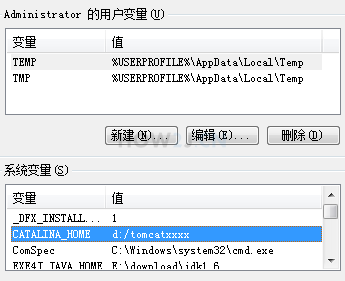 Administrator 的用户变量(U)
变量 值
TEMP %USERPROFILE%\AppData\Local\Temp
TMP %USERPROFILE%\AppData\Local\Temp
新建(N)... 编辑(E)... 删除(D)
系统变量(S)
变量 值
_DFX_INSTALL... 1
CATALINA_HOME d:/tomcatxxxx
ComSpec C:\Windows\system32\cmd.exe
EXE4J_JAVA_HOME E:\download\jdk1.6